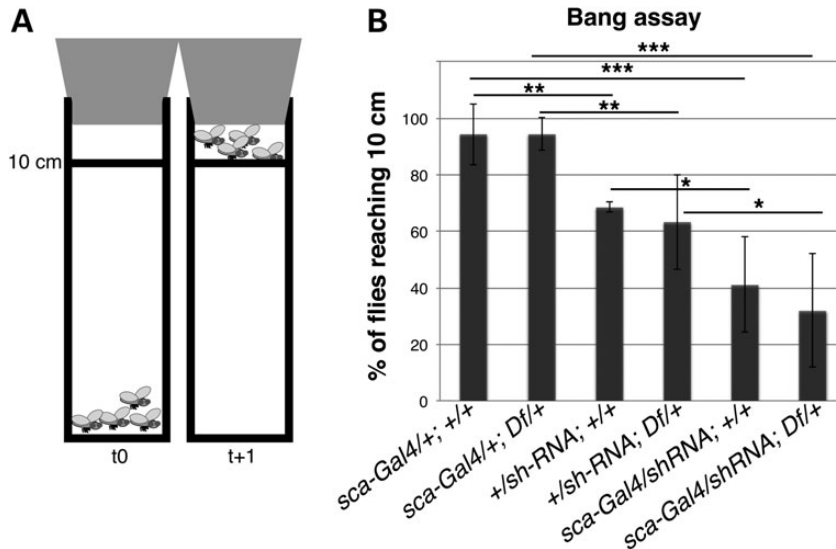 A
10 cm
t0
t+1
B
Bang assay
% of flies reaching 10 cm
100
80
60
40
20
0
***
***
**
**
*
*
sca-Gal4/+; +/+
sca-Gal4/+; Df/+
+/sh-RNA; +/+
+/sh-RNA; Df/+
sca-Gal4/shRNA; +/+
sca-Gal4/shRNA; Df/+